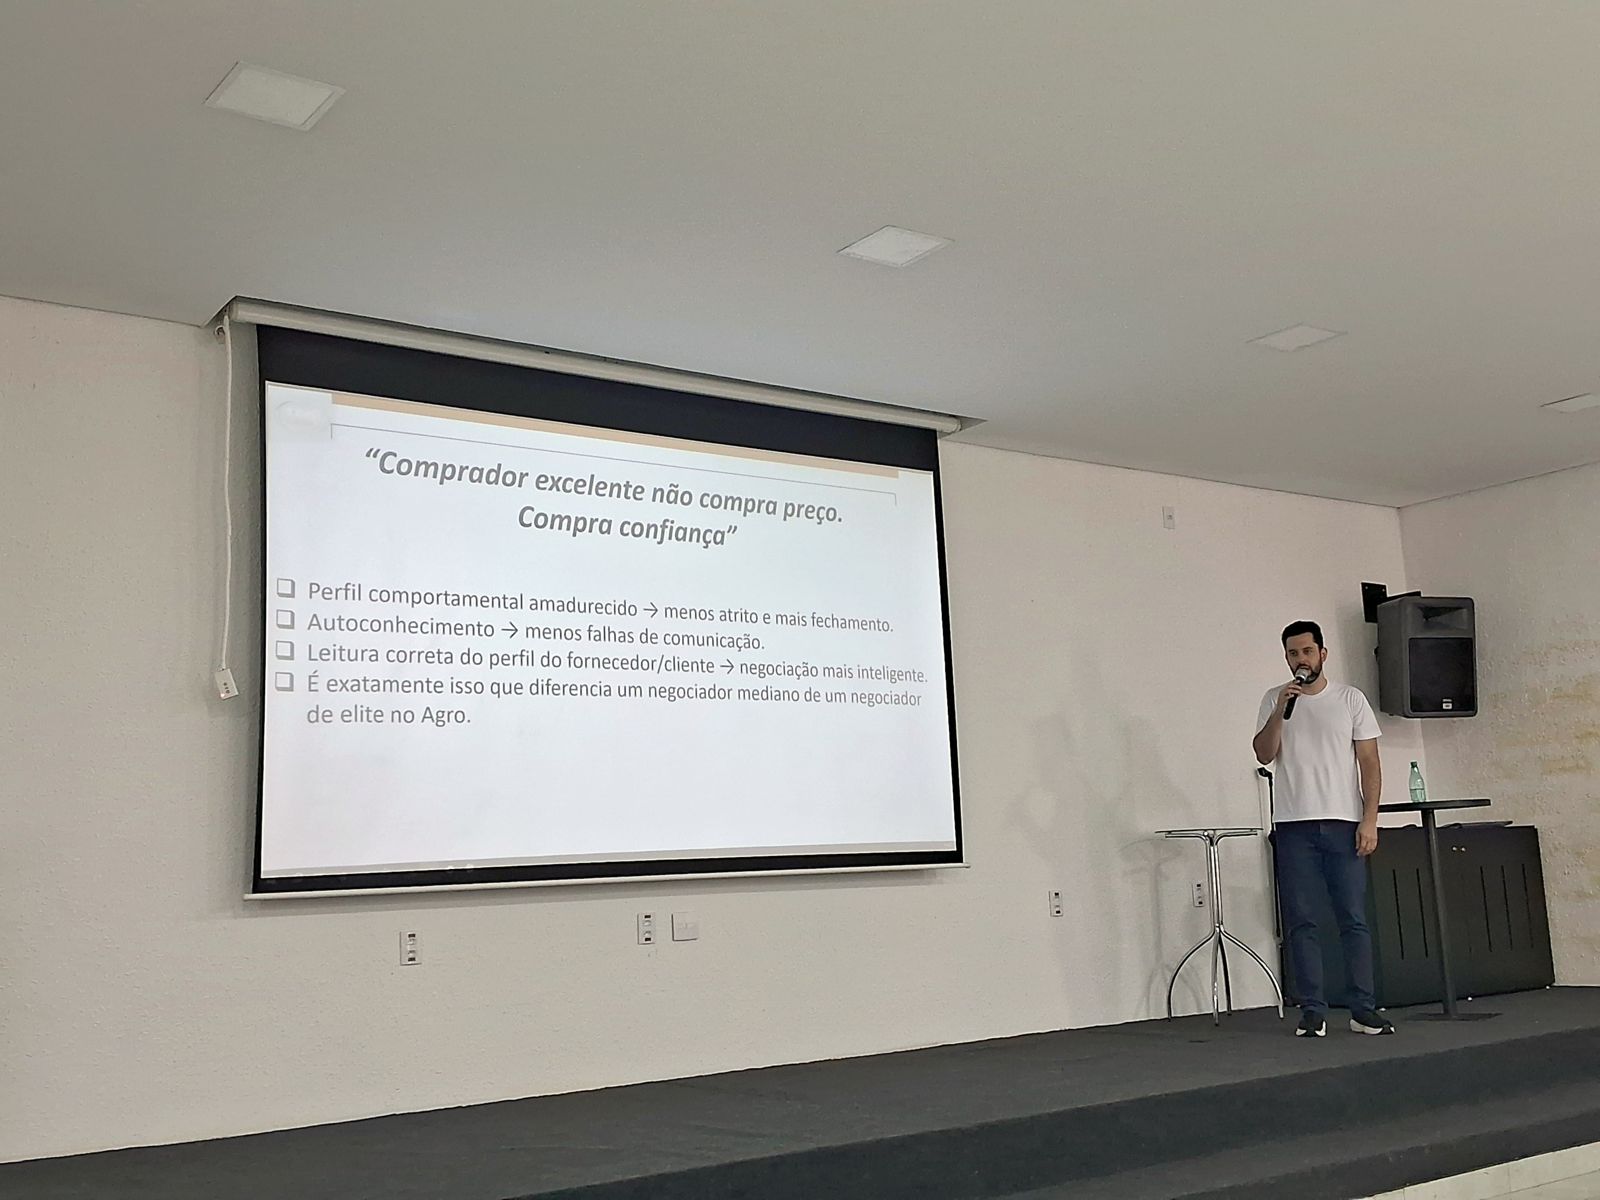 “Comprador excelente não compra preço.
Compra confiança”
❑ Perfil comportamental amadurecido → menos atrito e mais fechamento.
❑ Autoconhecimento → menos falhas de comunicação.
❑ Leitura correta do perfil do fornecedor/cliente → negociação mais inteligente.
❑ É exatamente isso que diferencia um negociador mediano de um negociador
de elite no Agro.